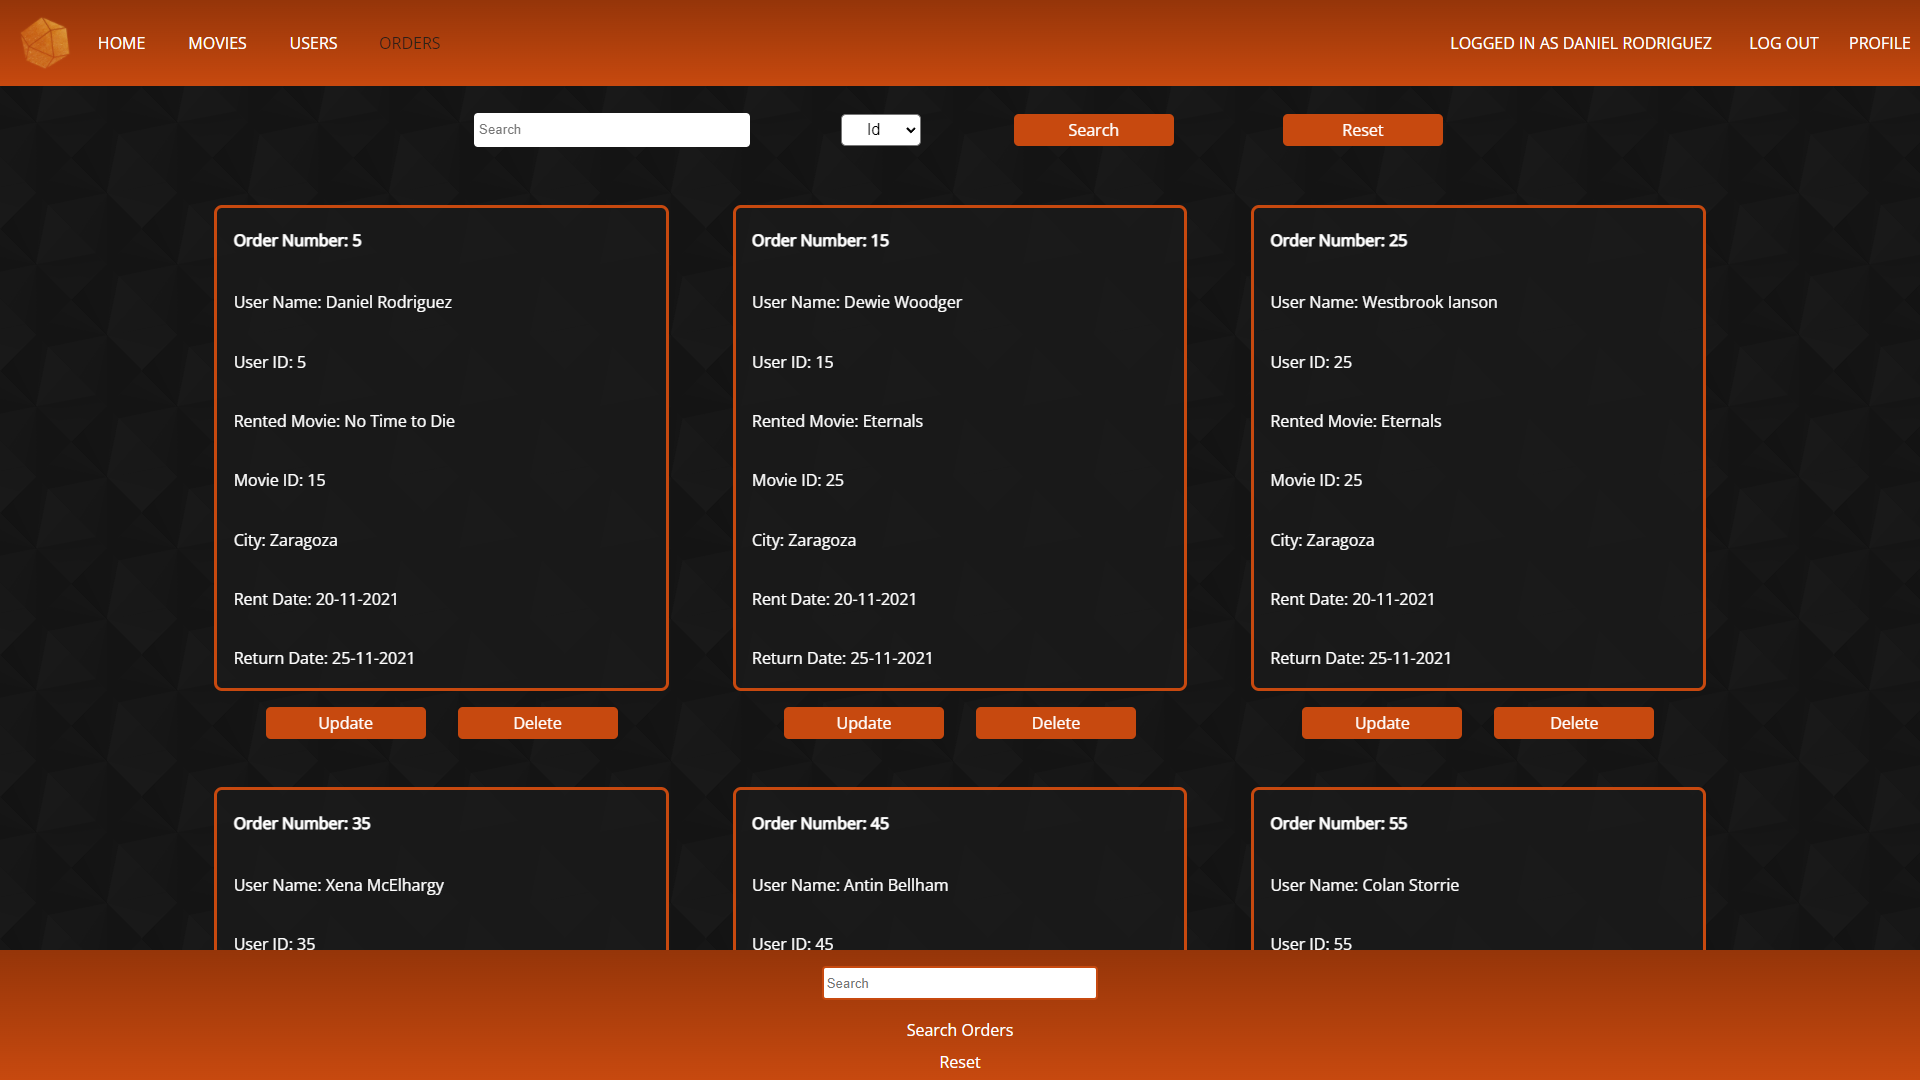 HOME
MOVIES
USERS
ORDERS
LOGGED IN AS DANIEL RODRIGUEZ
LOG OUT
PROFILE
Search
Id
Search
Reset
Order Number: 5
User Name: Daniel Rodriguez
User ID: 5
Rented Movie: No Time to Die
Movie ID: 15
City: Zaragoza
Rent Date: 20-11-2021
Return Date: 25-11-2021
Update
Delete
Order Number: 15
User Name: Dewie Woodger
User ID: 15
Rented Movie: Eternals
Movie ID: 25
City: Zaragoza
Rent Date: 20-11-2021
Return Date: 25-11-2021
Update
Delete
Order Number: 25
User Name: Westbrook Ianson
User ID: 25
Rented Movie: Eternals
Movie ID: 25
City: Zaragoza
Rent Date: 20-11-2021
Return Date: 25-11-2021
Update
Delete
Order Number: 35
User Name: Xena McElhargy
User ID: 35
Order Number: 45
User Name: Antin Bellham
User ID: 45
Order Number: 55
User Name: Colan Storrie
User ID: 55
Search
Search Orders
Reset